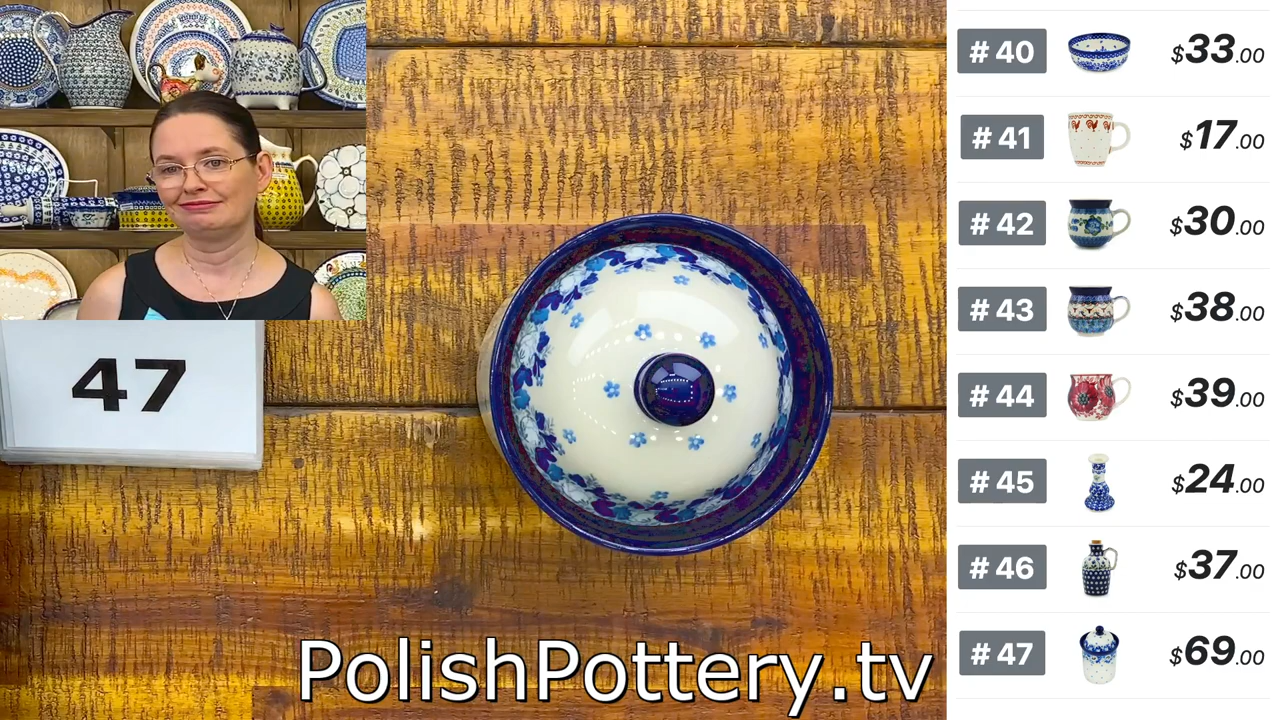 47
PolishPottery.tv
# 40 $33.00
# 41 $17.00
# 42 $30.00
# 43 $38.00
# 44 $39.00
# 45 $24.00
# 46 $37.00
# 47 $69.00